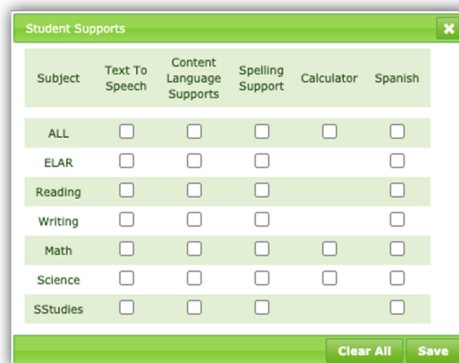 Student Supports
Subject Text To Speech Content Language Supports Spelling Support Calculator Spanish
ALL
ELAR
Reading
Writing
Math
Science
SStudies
Clear All Save